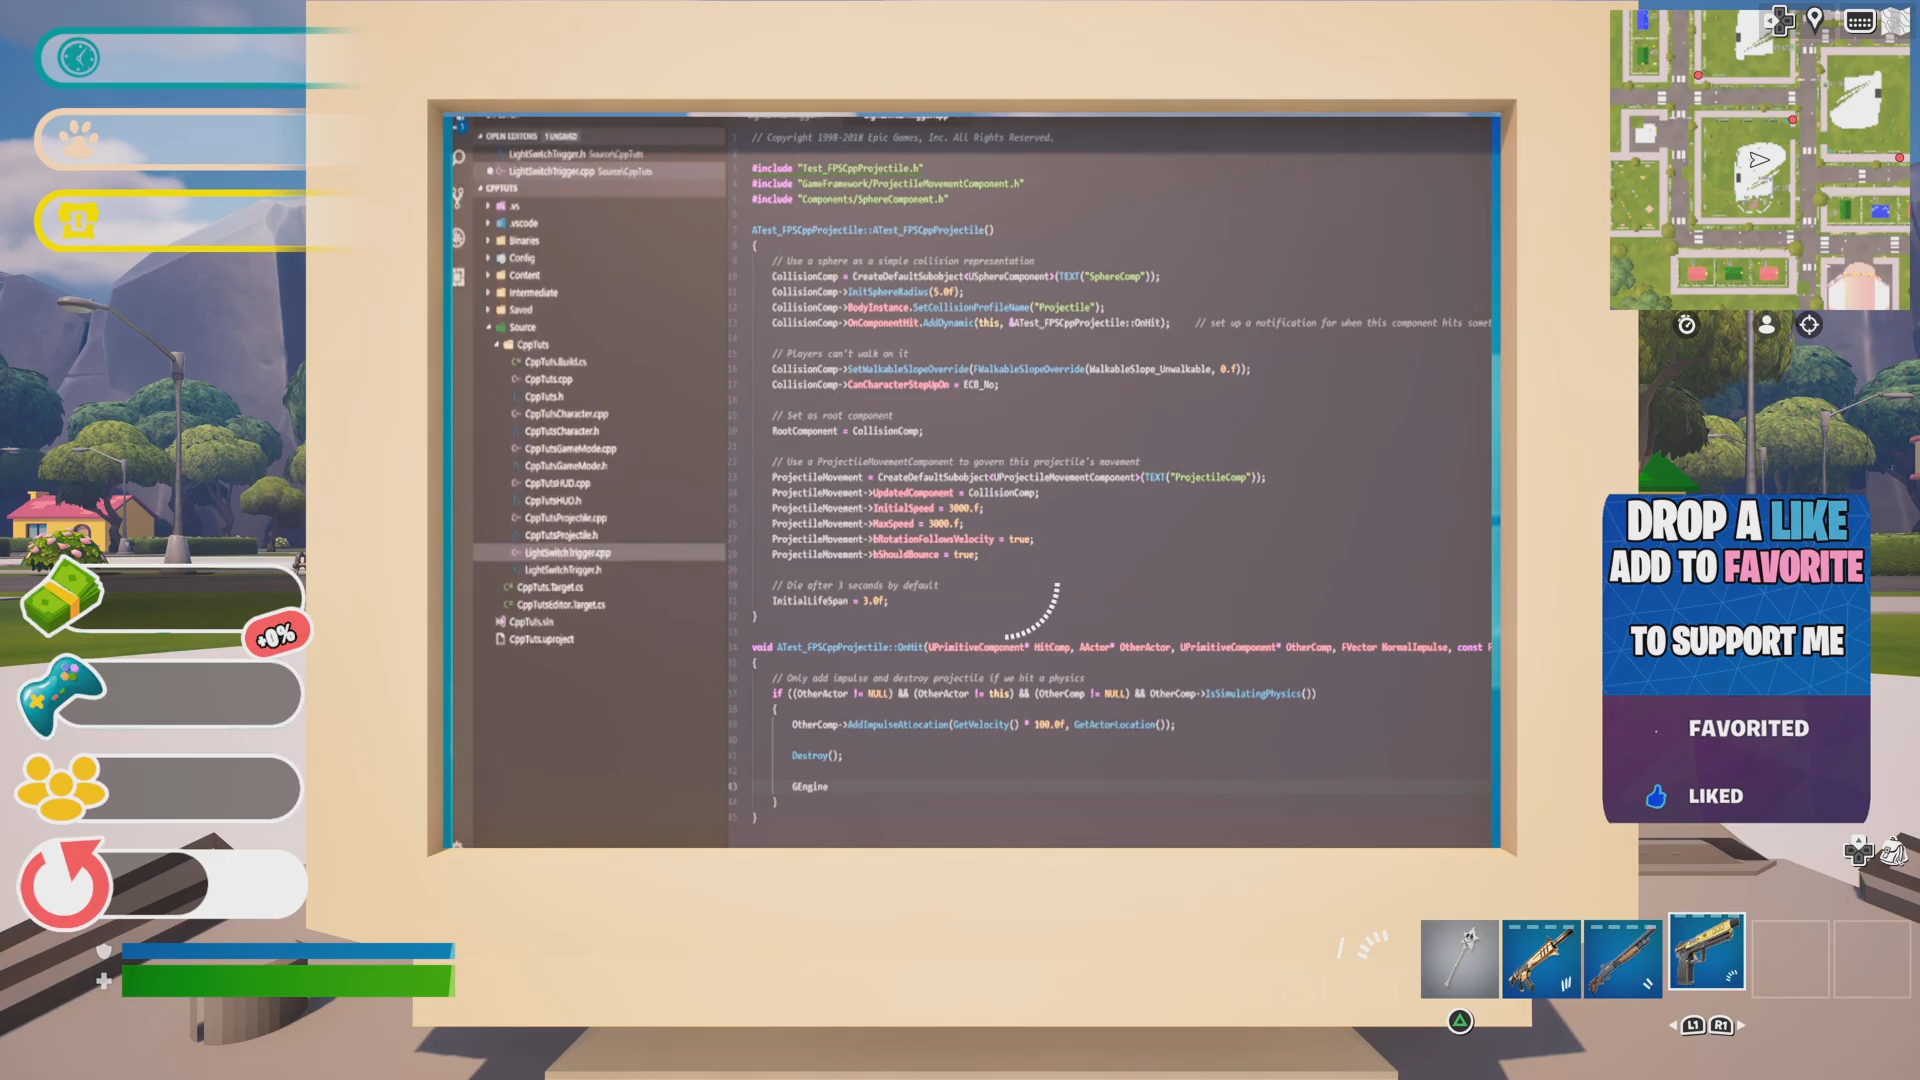 OPEN EDITORS 1 UNSAVED
LightSwitchTrigger.h Source\CppTuts
LightSwitchTrigger.cpp Source\CppTuts
CPPTUTS
.vs
.vscode
Binaries
Config
Content
Intermediate
Saved
Source
CppTuts
CppTuts.Build.cs
CppTuts.cpp
CppTuts.h
CppTutsCharacter.cpp
CppTutsCharacter.h
CppTutsGameMode.cpp
CppTutsGameMode.h
CppTutsHUD.cpp
CppTutsHUD.h
CppTutsProjectile.cpp
CppTutsProjectile.h
LightSwitchTrigger.cpp
LightSwitchTrigger.h
CppTuts.Target.cs
CppTutsEditor.Target.cs
CppTuts.sln
CppTuts.uproject
// Copyright 1998-2018 Epic Games, Inc. All Rights Reserved.
#include "Test_FPSCppProjectile.h"
#include "GameFramework/ProjectileMovementComponent.h"
#include "Components/SphereComponent.h"
ATest_FPSCppProjectile::ATest_FPSCppProjectile()
{
// Use a sphere as a simple collision representation
CollisionComp = CreateDefaultSubobject<USphereComponent>(TEXT("SphereComp"));
CollisionComp->InitSphereRadius(5.0f);
CollisionComp->BodyInstance.SetCollisionProfileName("Projectile");
CollisionComp->OnComponentHit.AddDynamic(this, &ATest_FPSCppProjectile::OnHit); // set up a notification for when this component hits somet
// Players can't walk on it
CollisionComp->SetWalkableSlopeOverride(FWalkableSlopeOverride(WalkableSlope_Unwalkable, 0.f));
CollisionComp->CanCharacterStepUpOn = ECB_No;
// Set as root component
RootComponent = CollisionComp;
// Use a ProjectileMovementComponent to govern this projectile's movement
ProjectileMovement = CreateDefaultSubobject<UProjectileMovementComponent>(TEXT("ProjectileComp"));
ProjectileMovement->UpdatedComponent = CollisionComp;
ProjectileMovement->InitialSpeed = 3000.f;
ProjectileMovement->MaxSpeed = 3000.f;
ProjectileMovement->bRotationFollowsVelocity = true;
ProjectileMovement->bShouldBounce = true;
// Die after 3 seconds by default
InitialLifeSpan = 3.0f;
}
void ATest_FPSCppProjectile::OnHit(UPrimitiveComponent* HitComp, AActor* OtherActor, UPrimitiveComponent* OtherComp, FVector NormalImpulse, const F
{
// Only add impulse and destroy projectile if we hit a physics
if ((OtherActor != NULL) && (OtherActor != this) && (OtherComp != NULL) && OtherComp->IsSimulatingPhysics())
{
OtherComp->AddImpulseAtLocation(GetVelocity() * 100.0f, GetActorLocation());
Destroy();
GEngine
}
}
+0%
DROP A LIKE
ADD TO FAVORITE
TO SUPPORT ME
FAVORITED
LIKED
L1 R1